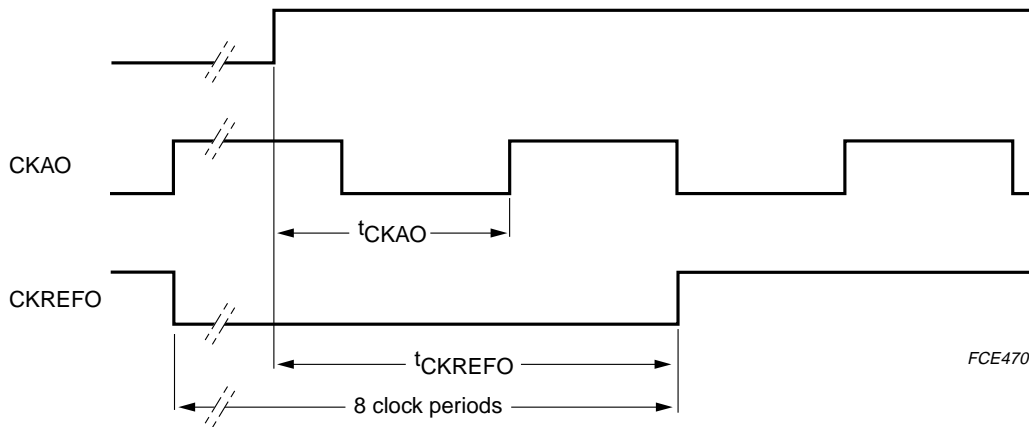 CKAO
tCKAO
CKREFO
tCKREFO
FCE470
8 clock periods